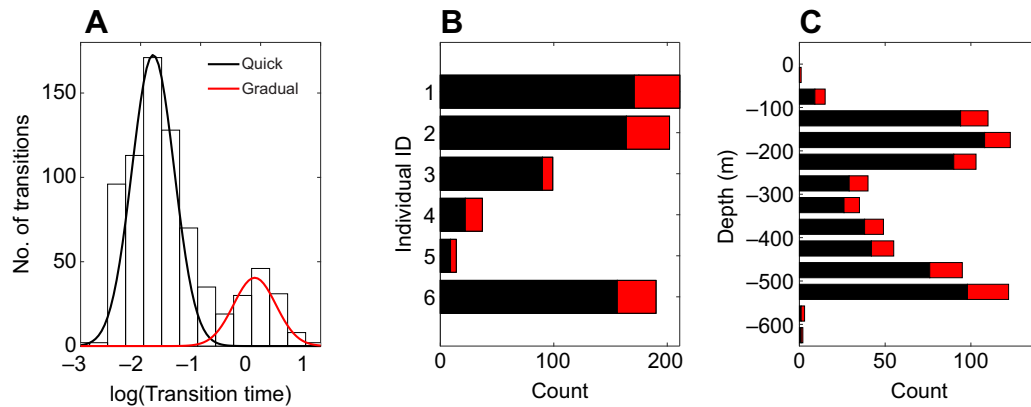 A
No. of transitions
150
100
50
0
Quick
Gradual
–3
–2
–1
0
1
log(Transition time)
B
Individual ID
1
2
3
4
5
6
0
100
200
Count
C
Depth (m)
0
–100
–200
–300
–400
–500
–600
0
50
100
Count